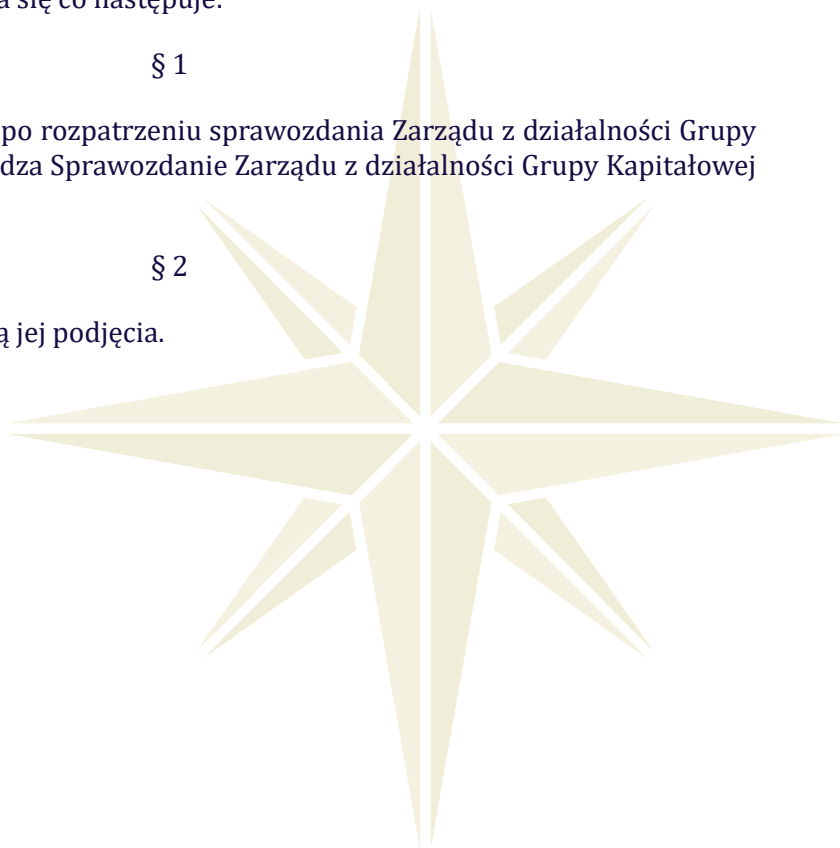 a się co następuje:
§ 1
po rozpatrzeniu sprawozdania Zarządu z działalności Grupy
dza Sprawozdanie Zarządu z działalności Grupy Kapitałowej
§ 2
ą jej podjęcia.